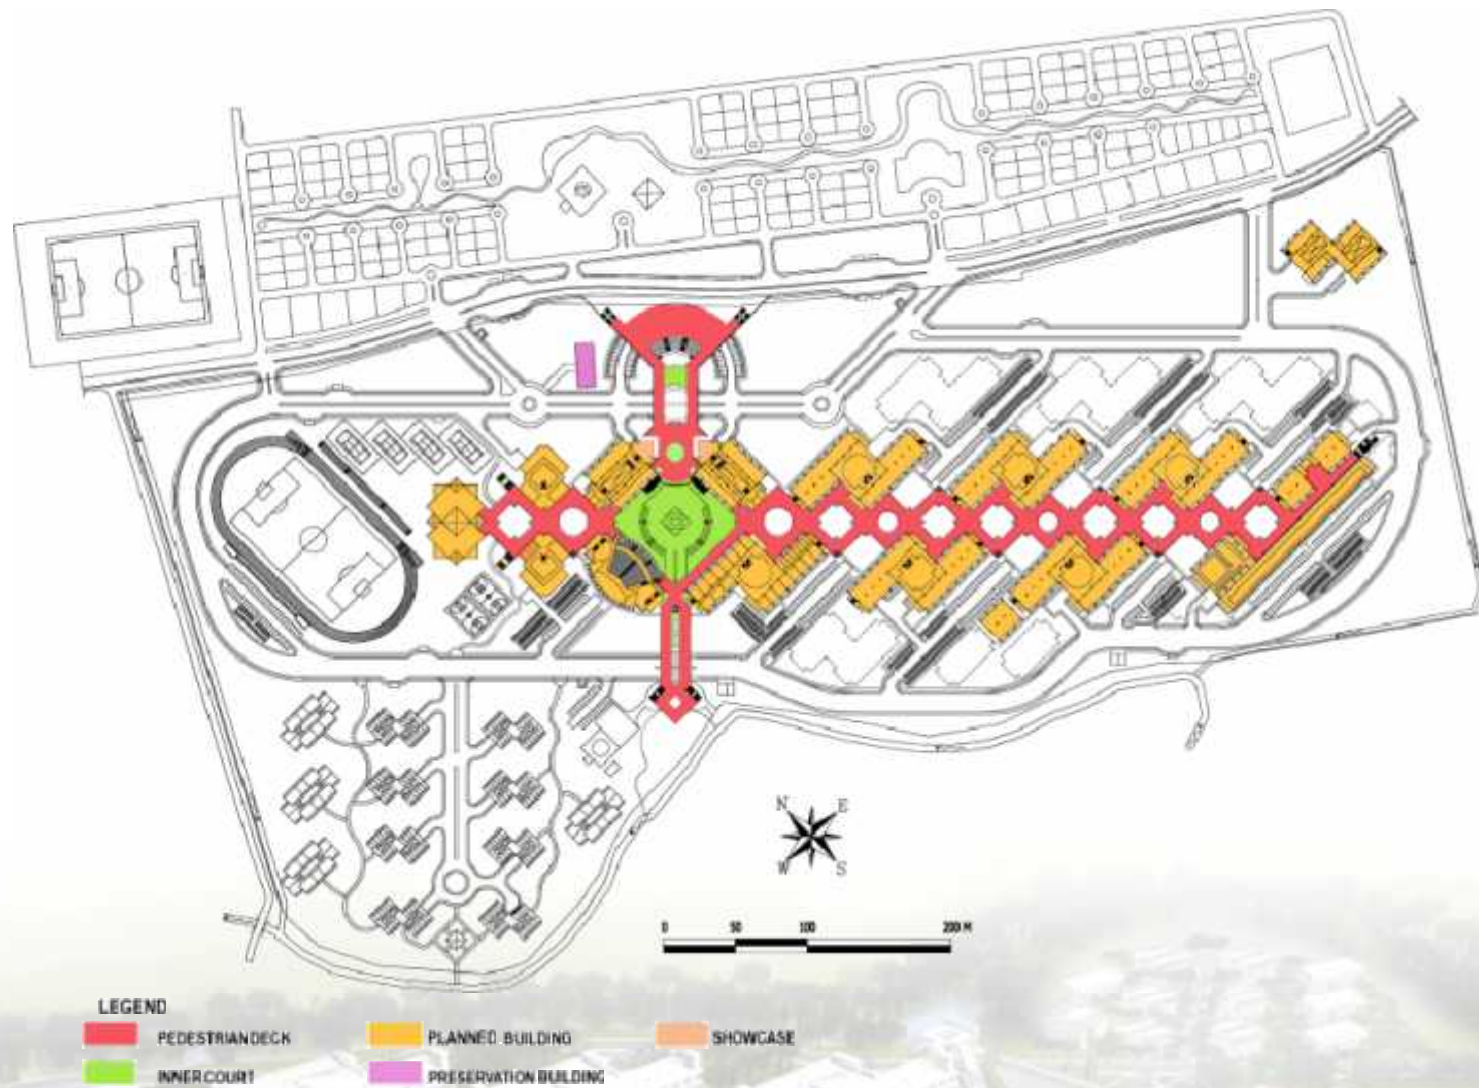 N E
W S
0 50 100 200 M
LEGEND
PEDESTRIAN DECK PLANNED BUILDING SHOWCASE
INNER COURT PRESERVATION BUILDING